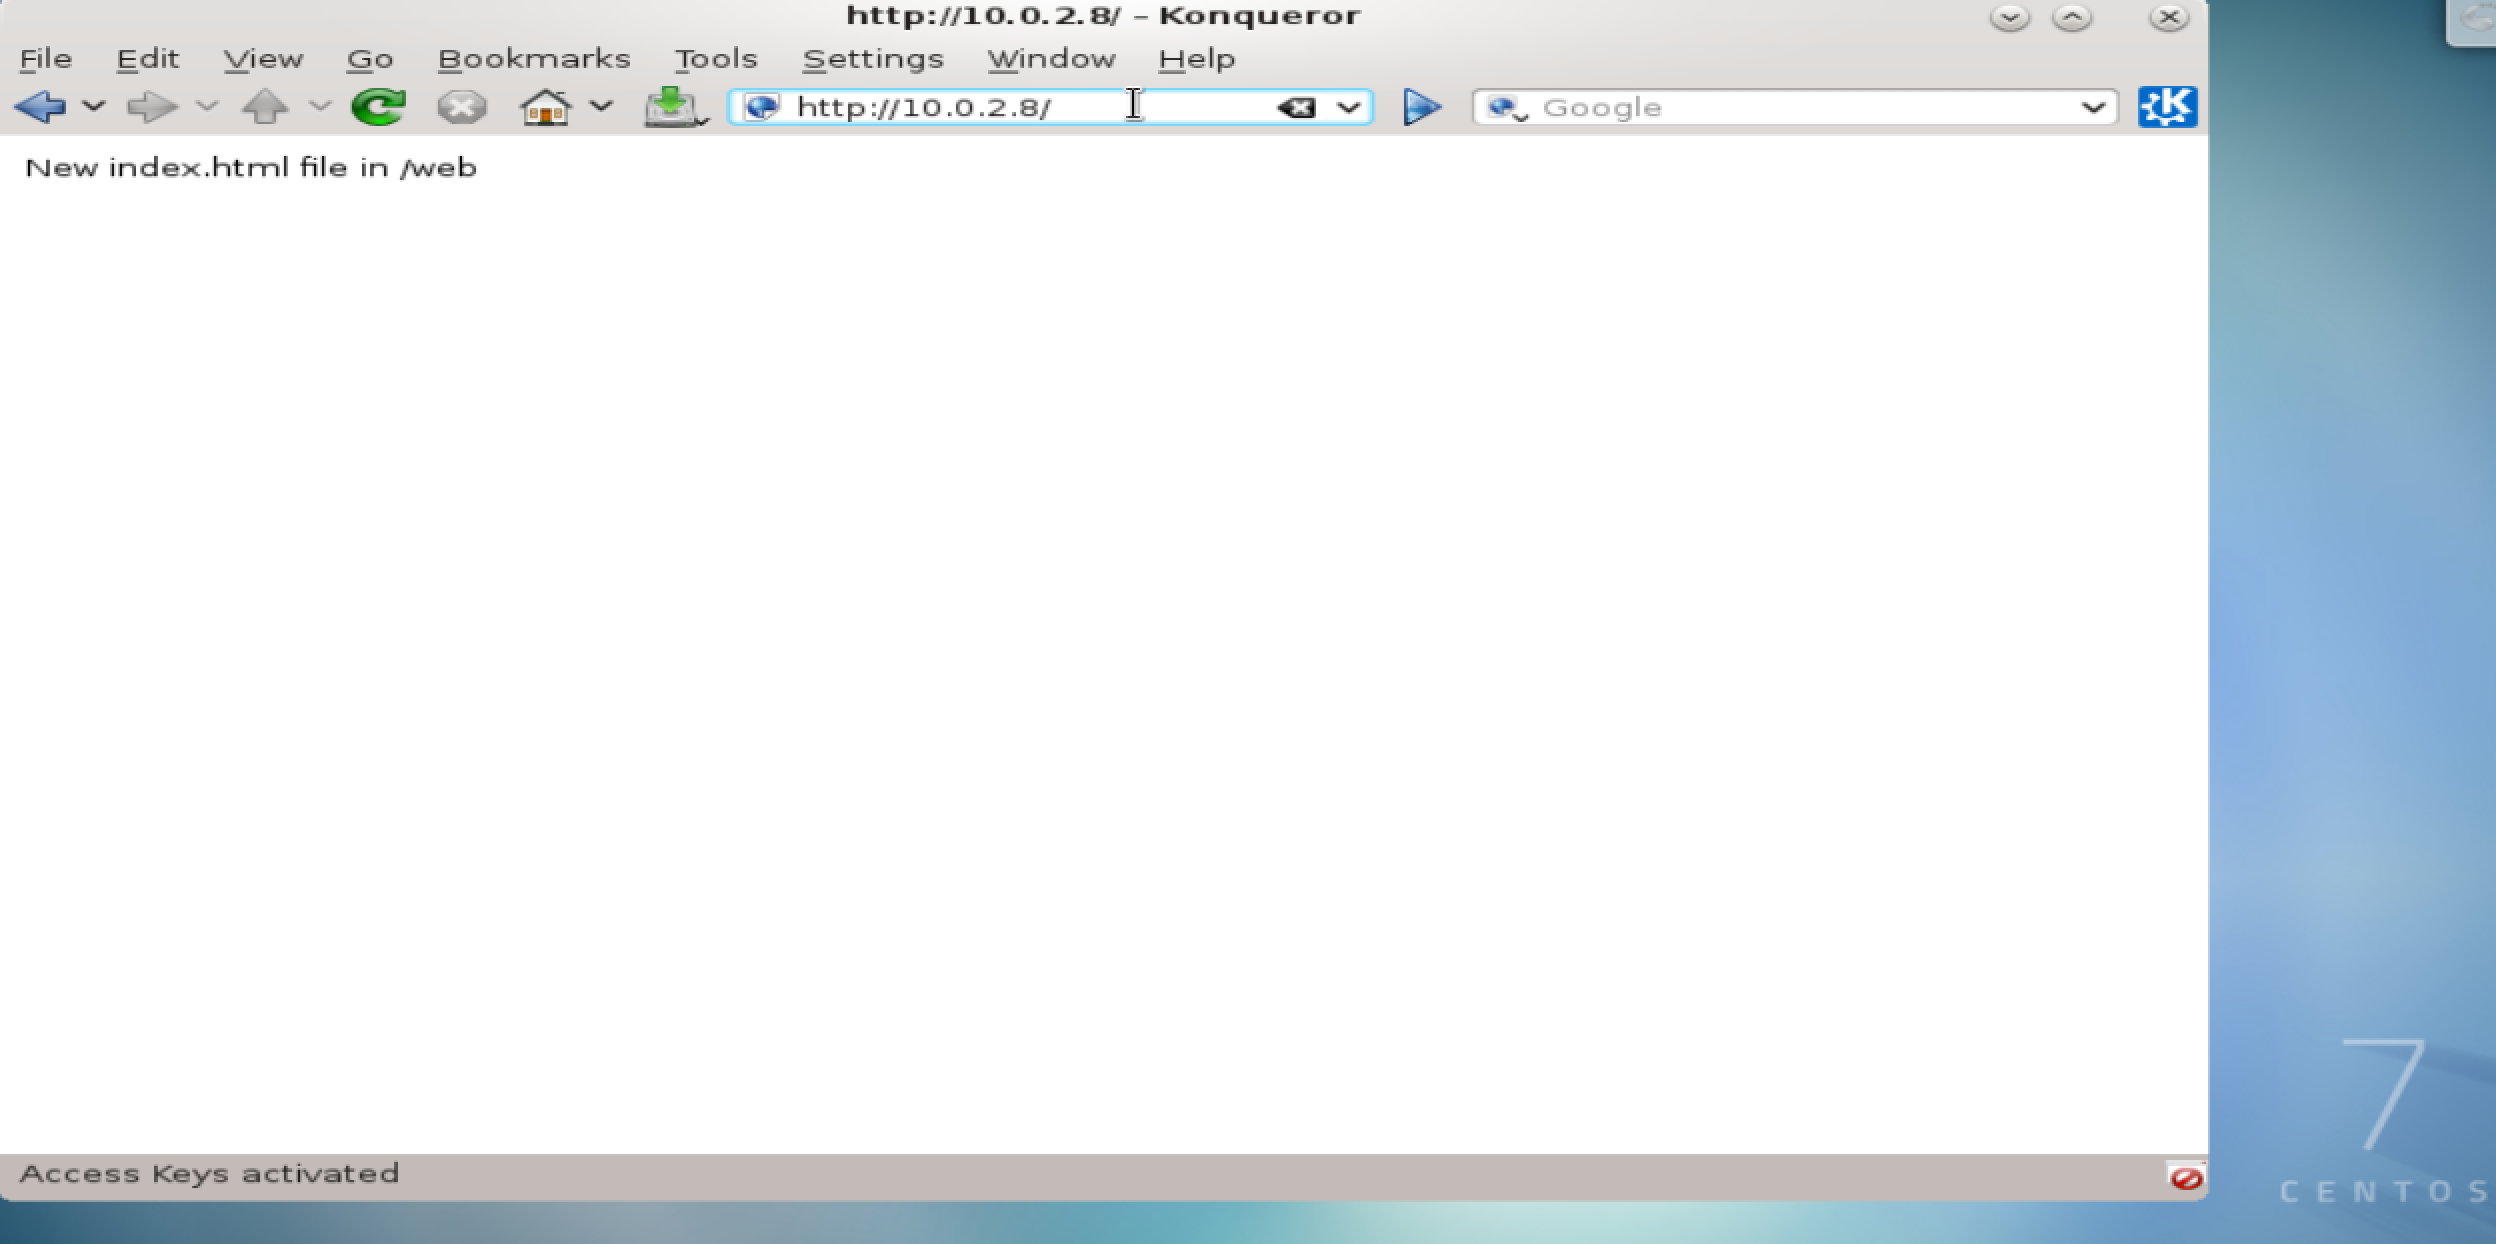 http://10.0.2.8/ – Konqueror
File Edit View Go Bookmarks Tools Settings Window Help
http://10.0.2.8/ Google K
New index.html file in /web
Access Keys activated
7
CENTOS